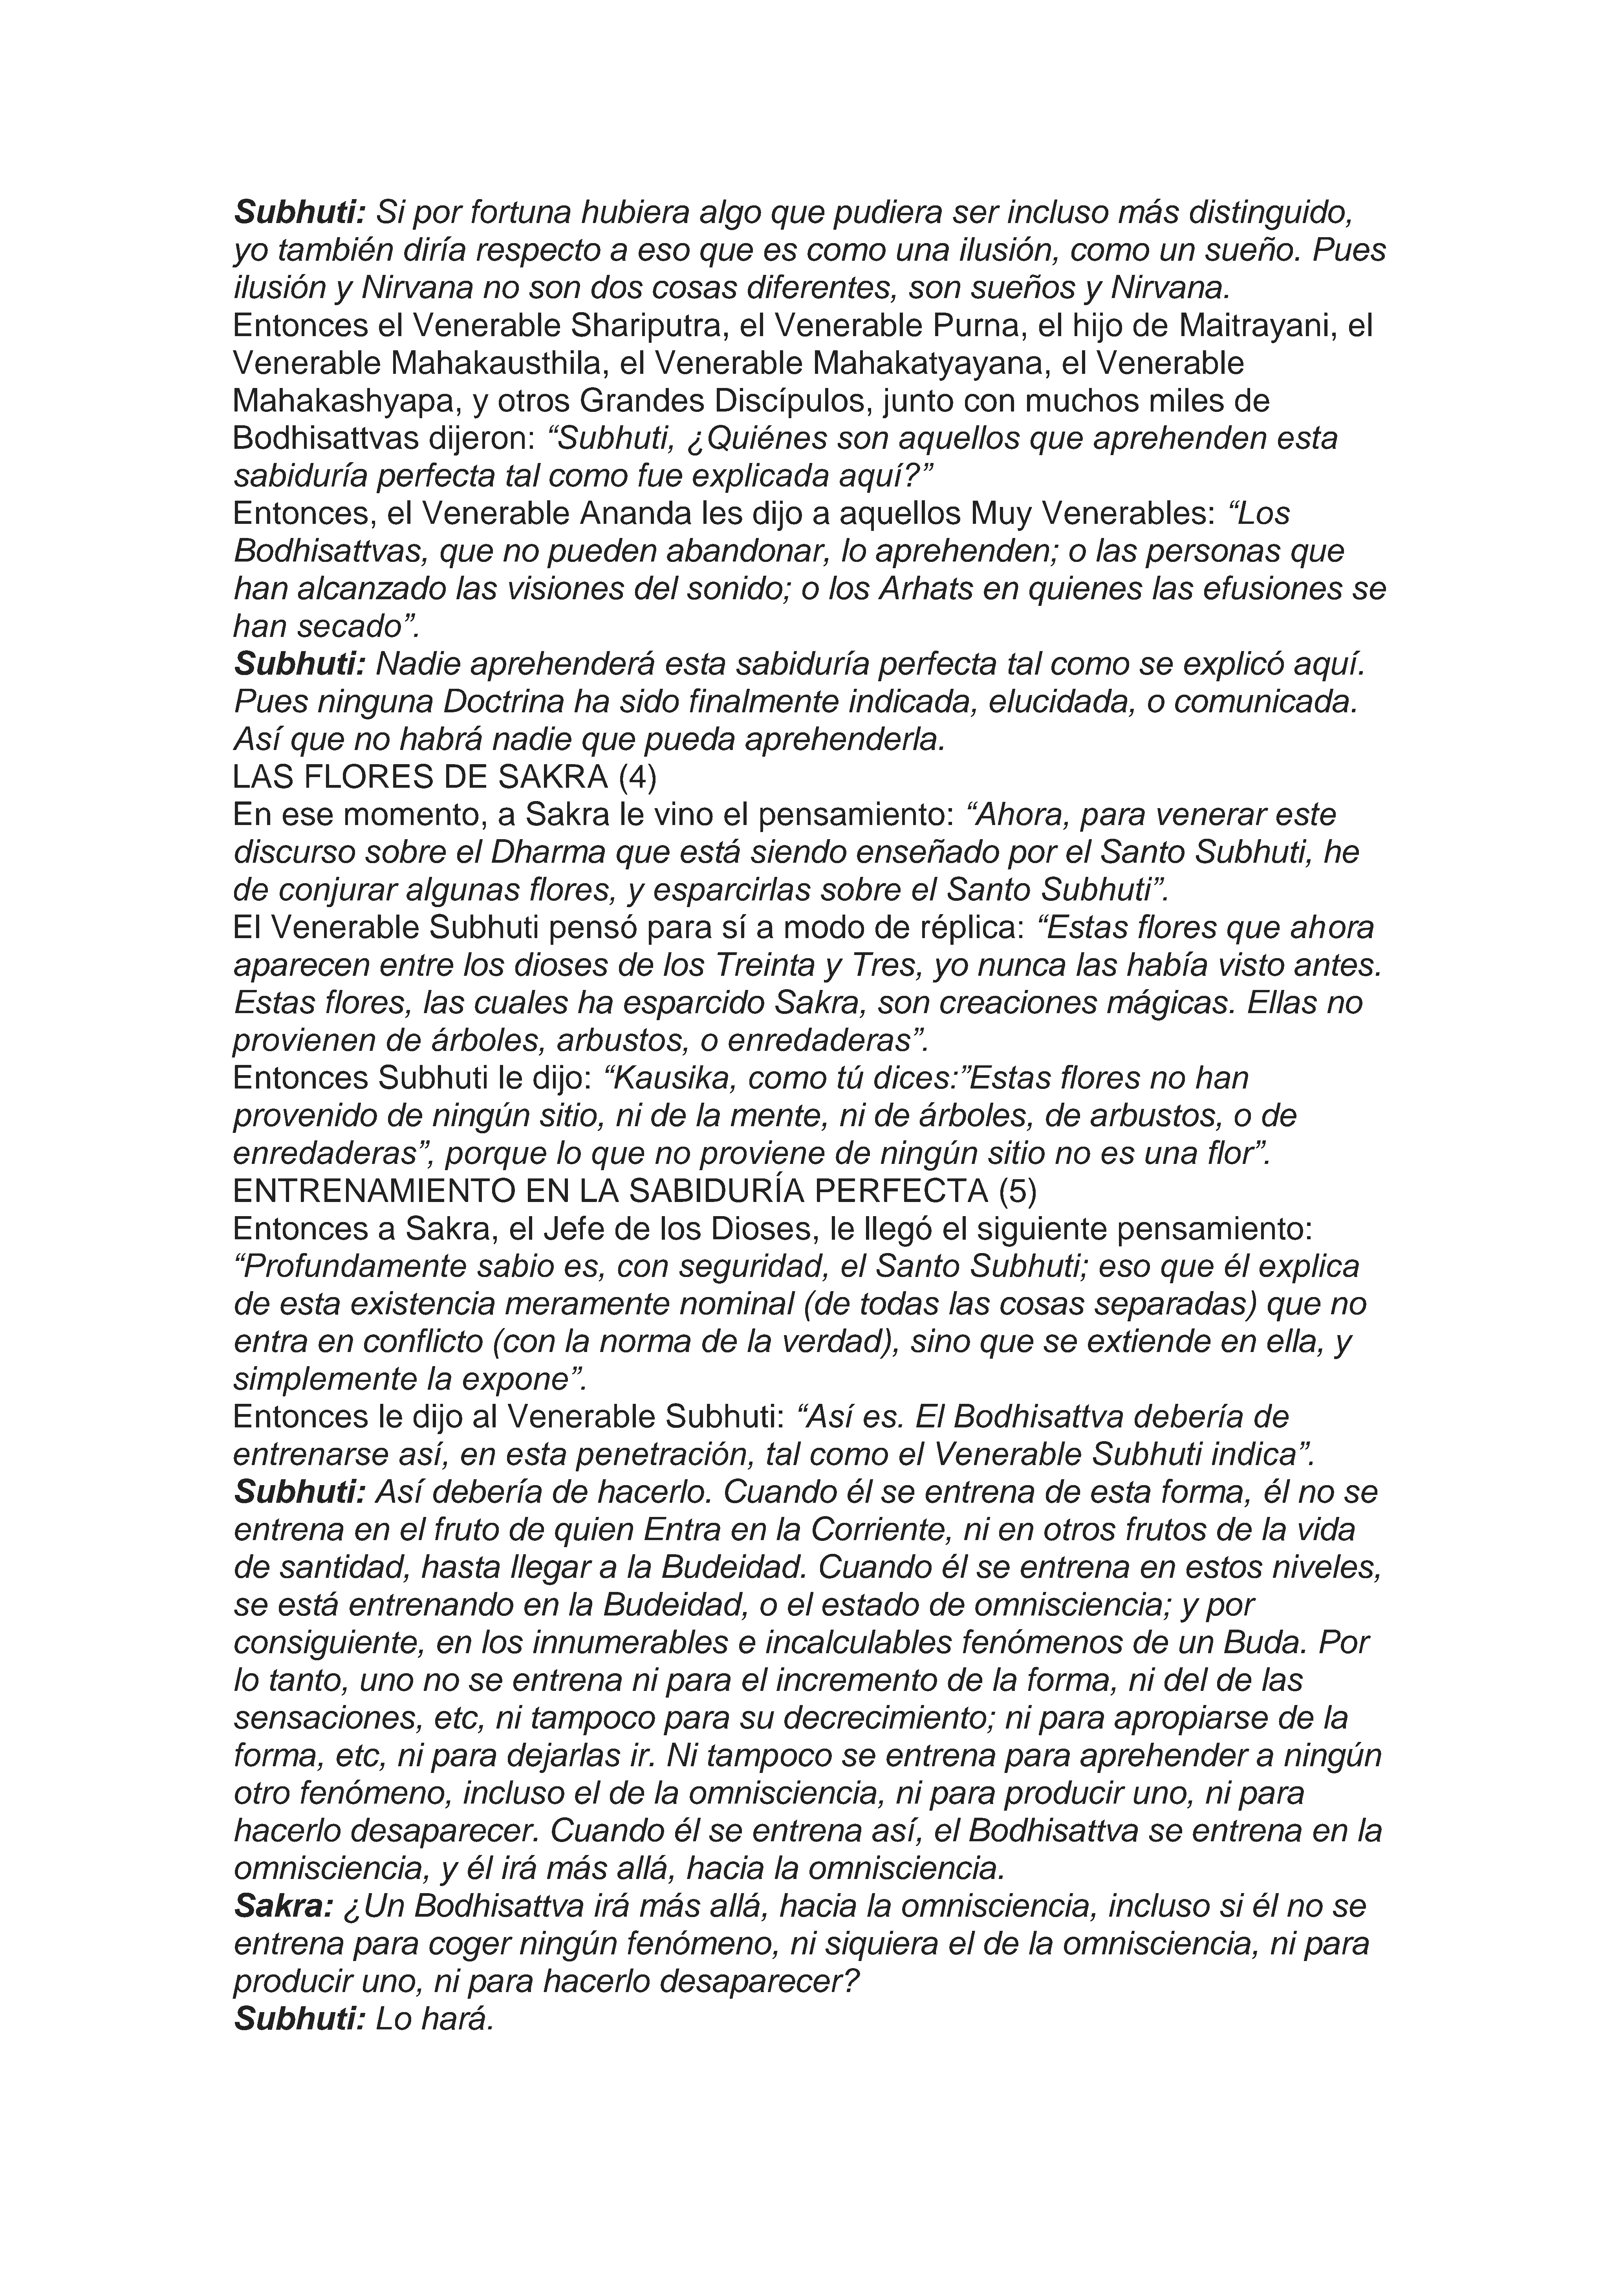 Subhuti: Si por fortuna hubiera algo que pudiera ser incluso más distinguido,
yo también diría respecto a eso que es como una ilusión, como un sueño. Pues
ilusión y Nirvana no son dos cosas diferentes, son sueños y Nirvana.
Entonces el Venerable Shariputra, el Venerable Purna, el hijo de Maitrayani, el
Venerable Mahakausthila, el Venerable Mahakatyayana, el Venerable
Mahakashyapa, y otros Grandes Discípulos, junto con muchos miles de
Bodhisattvas dijeron: “Subhuti, ¿Quiénes son aquellos que aprehenden esta
sabiduría perfecta tal como fue explicada aquí?”
Entonces, el Venerable Ananda les dijo a aquellos Muy Venerables: “Los
Bodhisattvas, que no pueden abandonar, lo aprehenden; o las personas que
han alcanzado las visiones del sonido; o los Arhats en quienes las efusiones se
han secado”.
Subhuti: Nadie aprehenderá esta sabiduría perfecta tal como se explicó aquí.
Pues ninguna Doctrina ha sido finalmente indicada, elucidada, o comunicada.
Así que no habrá nadie que pueda aprehenderla.
LAS FLORES DE SAKRA (4)
En ese momento, a Sakra le vino el pensamiento: “Ahora, para venerar este
discurso sobre el Dharma que está siendo enseñado por el Santo Subhuti, he
de conjurar algunas flores, y esparcirlas sobre el Santo Subhuti”.
El Venerable Subhuti pensó para sí a modo de réplica: “Estas flores que ahora
aparecen entre los dioses de los Treinta y Tres, yo nunca las había visto antes.
Estas flores, las cuales ha esparcido Sakra, son creaciones mágicas. Ellas no
provienen de árboles, arbustos, o enredaderas”.
Entonces Subhuti le dijo: “Kausika, como tú dices:”Estas flores no han
provenido de ningún sitio, ni de la mente, ni de árboles, de arbustos, o de
enredaderas”, porque lo que no proviene de ningún sitio no es una flor”.
ENTRENAMIENTO EN LA SABIDURÍA PERFECTA (5)
Entonces a Sakra, el Jefe de los Dioses, le llegó el siguiente pensamiento:
“Profundamente sabio es, con seguridad, el Santo Subhuti; eso que él explica
de esta existencia meramente nominal (de todas las cosas separadas) que no
entra en conflicto (con la norma de la verdad), sino que se extiende en ella, y
simplemente la expone”.
Entonces le dijo al Venerable Subhuti: “Así es. El Bodhisattva debería de
entrenarse así, en esta penetración, tal como el Venerable Subhuti indica”.
Subhuti: Así debería de hacerlo. Cuando él se entrena de esta forma, él no se
entrena en el fruto de quien Entra en la Corriente, ni en otros frutos de la vida
de santidad, hasta llegar a la Budeidad. Cuando él se entrena en estos niveles,
se está entrenando en la Budeidad, o el estado de omnisciencia; y por
consiguiente, en los innumerables e incalculables fenómenos de un Buda. Por
lo tanto, uno no se entrena ni para el incremento de la forma, ni del de las
sensaciones, etc, ni tampoco para su decrecimiento; ni para apropiarse de la
forma, etc, ni para dejarlas ir. Ni tampoco se entrena para aprehender a ningún
otro fenómeno, incluso el de la omnisciencia, ni para producir uno, ni para
hacerlo desaparecer. Cuando él se entrena así, el Bodhisattva se entrena en la
omnisciencia, y él irá más allá, hacia la omnisciencia.
Sakra: ¿Un Bodhisattva irá más allá, hacia la omnisciencia, incluso si él no se
entrena para coger ningún fenómeno, ni siquiera el de la omnisciencia, ni para
producir uno, ni para hacerlo desaparecer?
Subhuti: Lo hará.